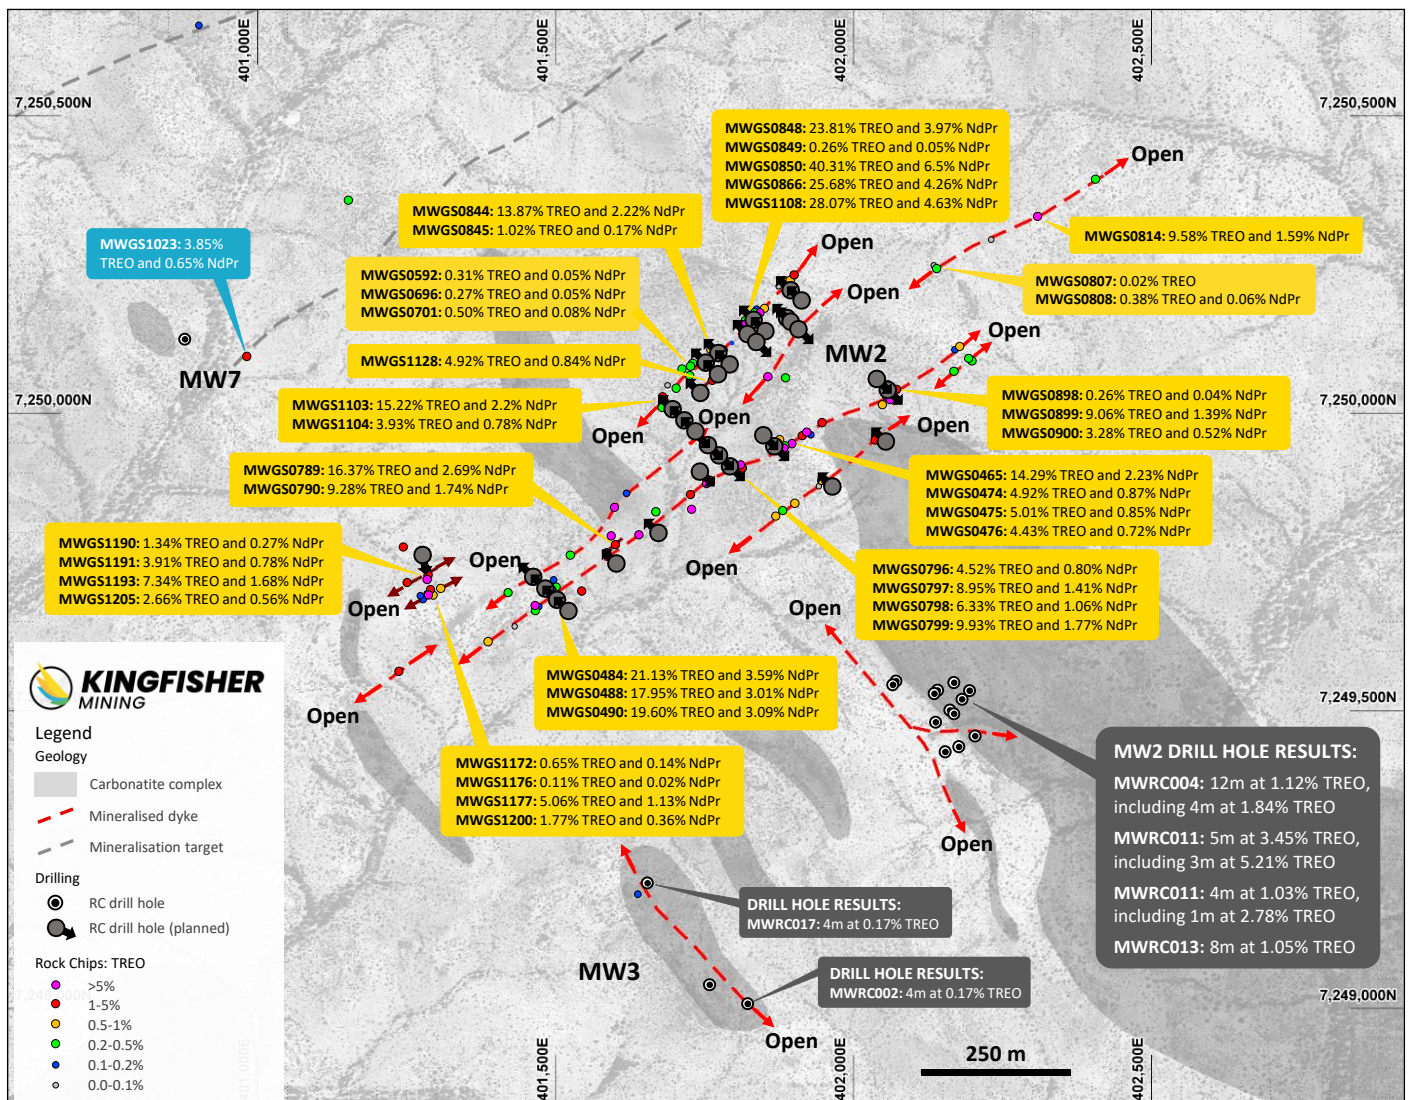 401,000E
401,500E
402,000E
402,500E
7,250,500N
7,250,500N
MWGS0848: 23.81% TREO and 3.97% NdPr
MWGS0849: 0.26% TREO and 0.05% NdPr
MWGS0850: 40.31% TREO and 6.5% NdPr
MWGS0866: 25.68% TREO and 4.26% NdPr
MWGS1108: 28.07% TREO and 4.63% NdPr
Open
MWGS0844: 13.87% TREO and 2.22% NdPr
MWGS0845: 1.02% TREO and 0.17% NdPr
MWGS0814: 9.58% TREO and 1.59% NdPr
MWGS1023: 3.85%
TREO and 0.65% NdPr
Open
MWGS0592: 0.31% TREO and 0.05% NdPr
MWGS0696: 0.27% TREO and 0.05% NdPr
MWGS0701: 0.50% TREO and 0.08% NdPr
MWGS0807: 0.02% TREO
MWGS0808: 0.38% TREO and 0.06% NdPr
Open
MW2
Open
MWGS1128: 4.92% TREO and 0.84% NdPr
MW7
MWGS1103: 15.22% TREO and 2.2% NdPr
MWGS1104: 3.93% TREO and 0.78% NdPr
MWGS0898: 0.26% TREO and 0.04% NdPr
MWGS0899: 9.06% TREO and 1.39% NdPr
MWGS0900: 3.28% TREO and 0.52% NdPr
7,250,000N
Open
Open
Open
MWGS0789: 16.37% TREO and 2.69% NdPr
MWGS0790: 9.28% TREO and 1.74% NdPr
MWGS0465: 14.29% TREO and 2.23% NdPr
MWGS0474: 4.92% TREO and 0.87% NdPr
MWGS0475: 5.01% TREO and 0.85% NdPr
MWGS0476: 4.43% TREO and 0.72% NdPr
MWGS1190: 1.34% TREO and 0.27% NdPr
MWGS1191: 3.91% TREO and 0.78% NdPr
MWGS1193: 7.34% TREO and 1.68% NdPr
MWGS1205: 2.66% TREO and 0.56% NdPr
Open
Open
Open
MWGS0796: 4.52% TREO and 0.80% NdPr
MWGS0797: 8.95% TREO and 1.41% NdPr
MWGS0798: 6.33% TREO and 1.06% NdPr
MWGS0799: 9.93% TREO and 1.77% NdPr
Open
KINGFISHER
MINING
MWGS0484: 21.13% TREO and 3.59% NdPr
MWGS0488: 17.95% TREO and 3.01% NdPr
MWGS0490: 19.60% TREO and 3.09% NdPr
7,249,500N
Open
MWGS1172: 0.65% TREO and 0.14% NdPr
MWGS1176: 0.11% TREO and 0.02% NdPr
MWGS1177: 5.06% TREO and 1.13% NdPr
MWGS1200: 1.77% TREO and 0.36% NdPr
MW2 DRILL HOLE RESULTS:
MWRC004: 12m at 1.12% TREO,
including 4m at 1.84% TREO
MWRC011: 5m at 3.45% TREO,
including 3m at 5.21% TREO
MWRC011: 4m at 1.03% TREO,
including 1m at 2.78% TREO
MWRC013: 8m at 1.05% TREO
Open
Legend
Geology
Carbonatite complex
Mineralised dyke
Mineralisation target
Drilling
RC drill hole
RC drill hole (planned)
Rock Chips: TREO
>5%
1-5%
0.5-1%
0.2-0.5%
0.1-0.2%
0.0-0.1%
DRILL HOLE RESULTS:
MWRC017: 4m at 0.17% TREO
MW3
DRILL HOLE RESULTS:
MWRC002: 4m at 0.17% TREO
7,249,000N
Open
250 m
401,000E
401,500E
402,000E
402,500E